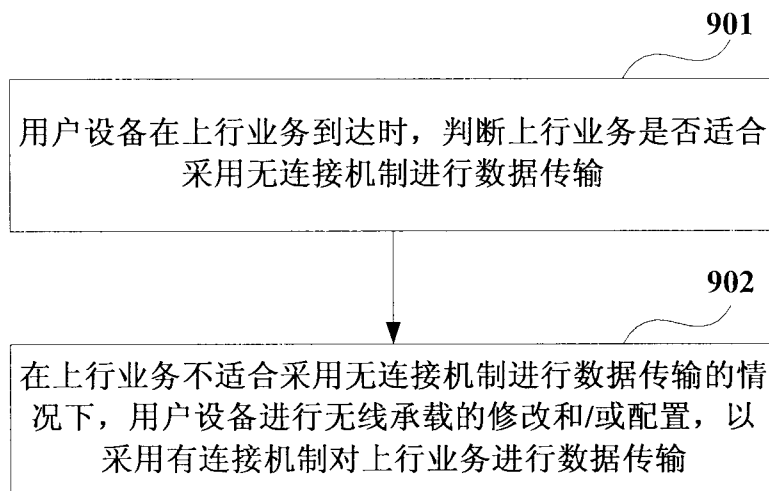 901
用户设备在上行业务到达时，判断上行业务是否适合
采用无连接机制进行数据传输
902
在上行业务不适合采用无连接机制进行数据传输的情
况下，用户设备进行无线承载的修改和/或配置，以
采用有连接机制对上行业务进行数据传输